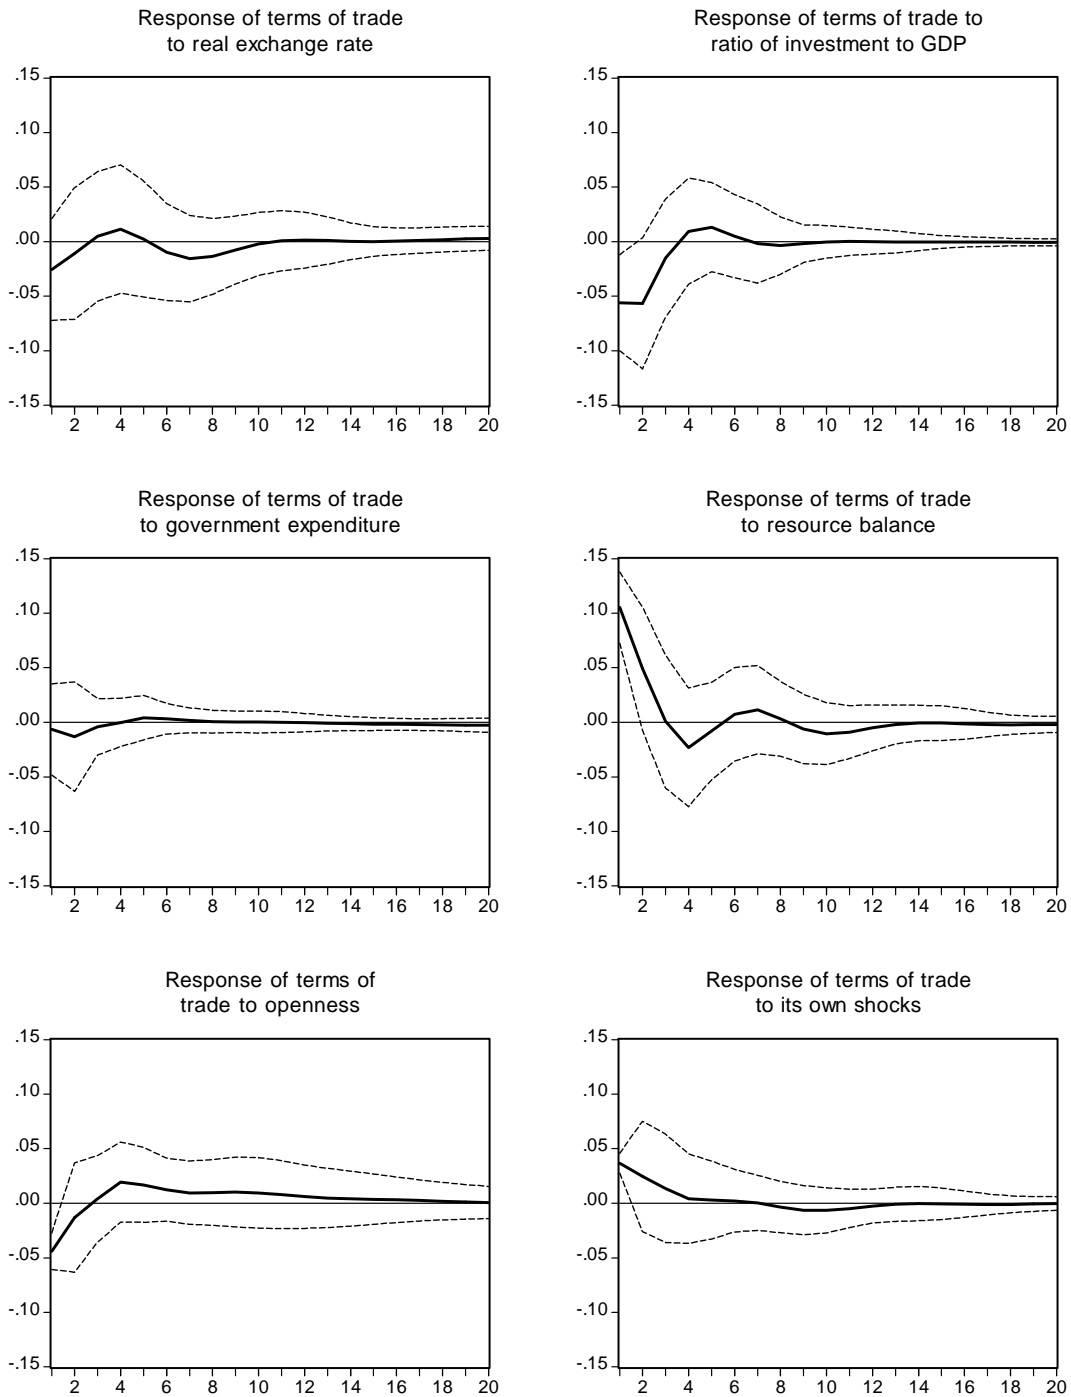 Response of terms of trade
to real exchange rate
.15
.10
.05
.00
-.05
-.10
-.15
2 4 6 8 10 12 14 16 18 20
Response of terms of trade to
ratio of investment to GDP
.15
.10
.05
.00
-.05
-.10
-.15
2 4 6 8 10 12 14 16 18 20
Response of terms of trade
to government expenditure
.15
.10
.05
.00
-.05
-.10
-.15
2 4 6 8 10 12 14 16 18 20
Response of terms of trade
to resource balance
.15
.10
.05
.00
-.05
-.10
-.15
2 4 6 8 10 12 14 16 18 20
Response of terms of
trade to openness
.15
.10
.05
.00
-.05
-.10
-.15
2 4 6 8 10 12 14 16 18 20
Response of terms of trade
to its own shocks
.15
.10
.05
.00
-.05
-.10
-.15
2 4 6 8 10 12 14 16 18 20